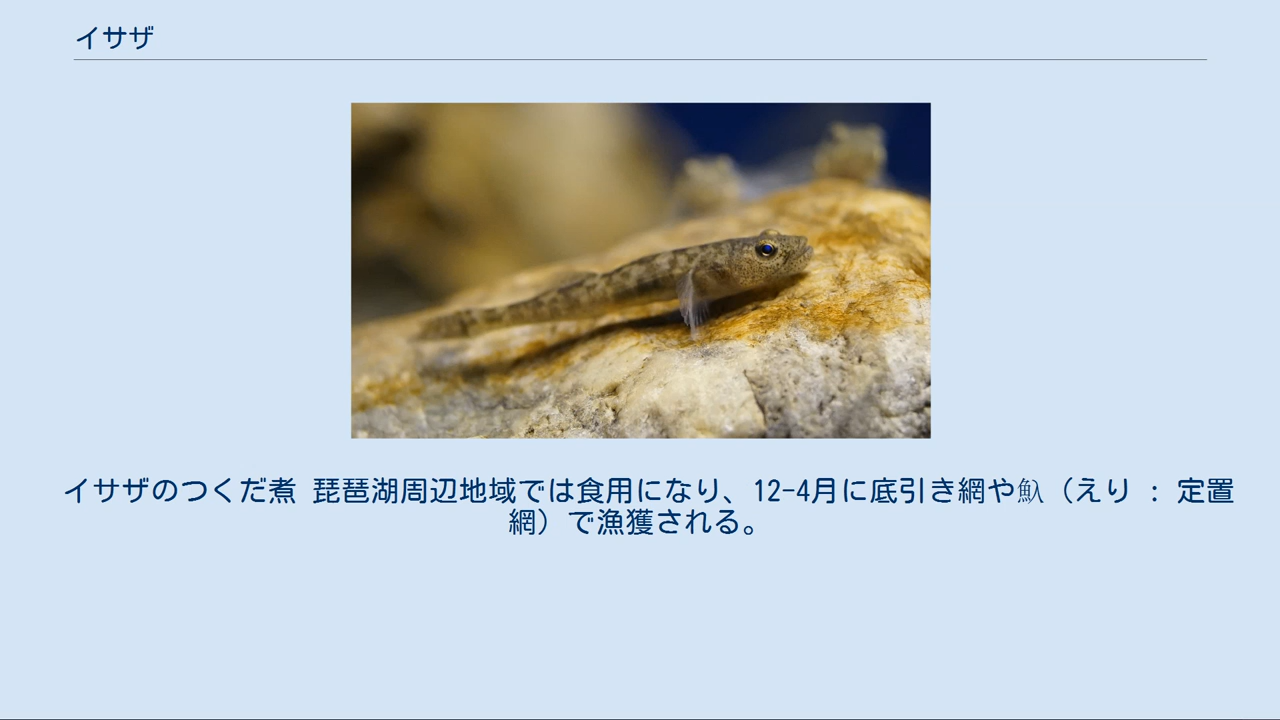 イサザ
イサザのつくだ煮 琵琶湖周辺地域では食用になり、12-4月に底引き網や魞（えり : 定置
網）で漁獲される。